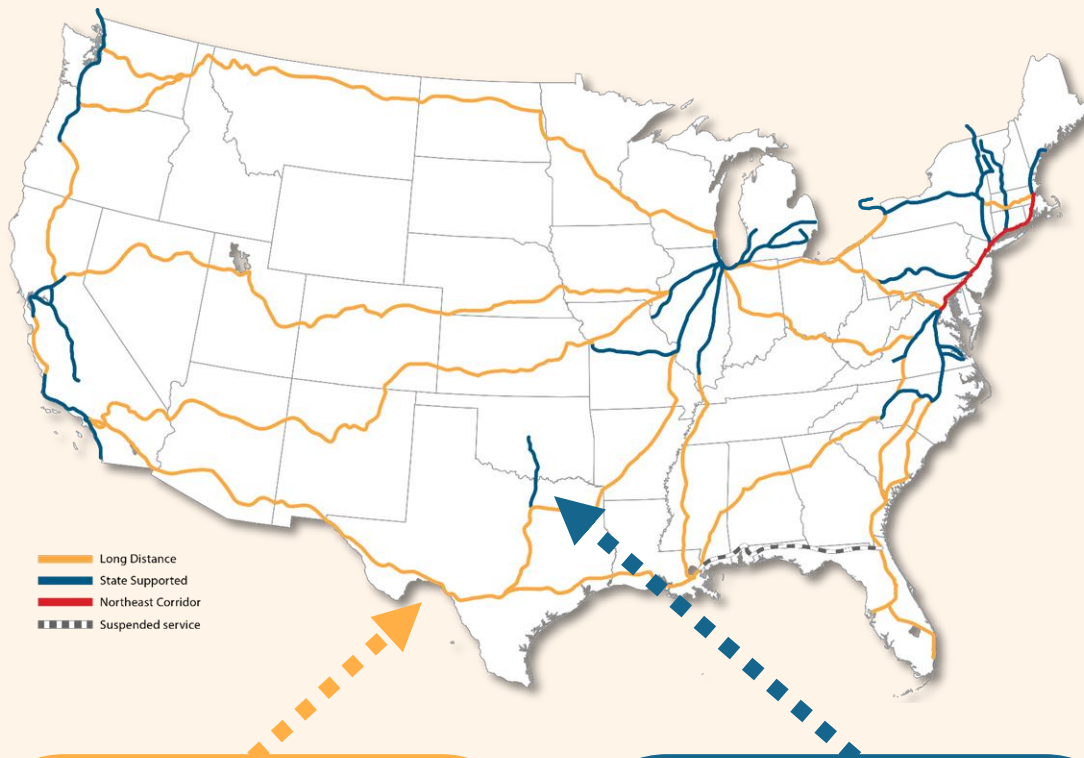 Long Distance
State Supported
Northeast Corridor
Suspended service